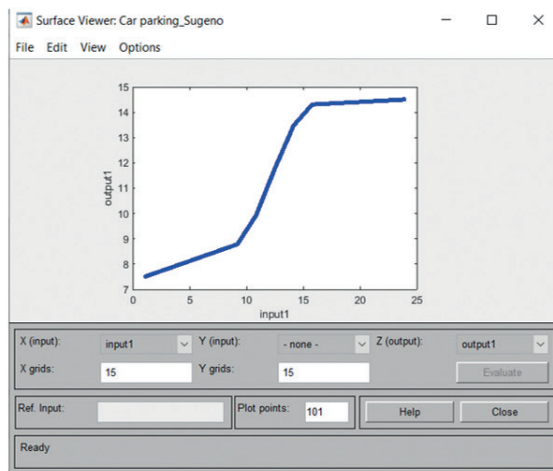 Surface Viewer: Car parking_Sugeno
File Edit View Options
15
14
13
12
11
10
9
8
7
output1
0 5 10 15 20 25
input1
X (input): input1 Y (input): - none - Z (output): output1
X grids: 15 Y grids: 15 Evaluate
Ref. Input: Plot points: 101 Help Close
Ready